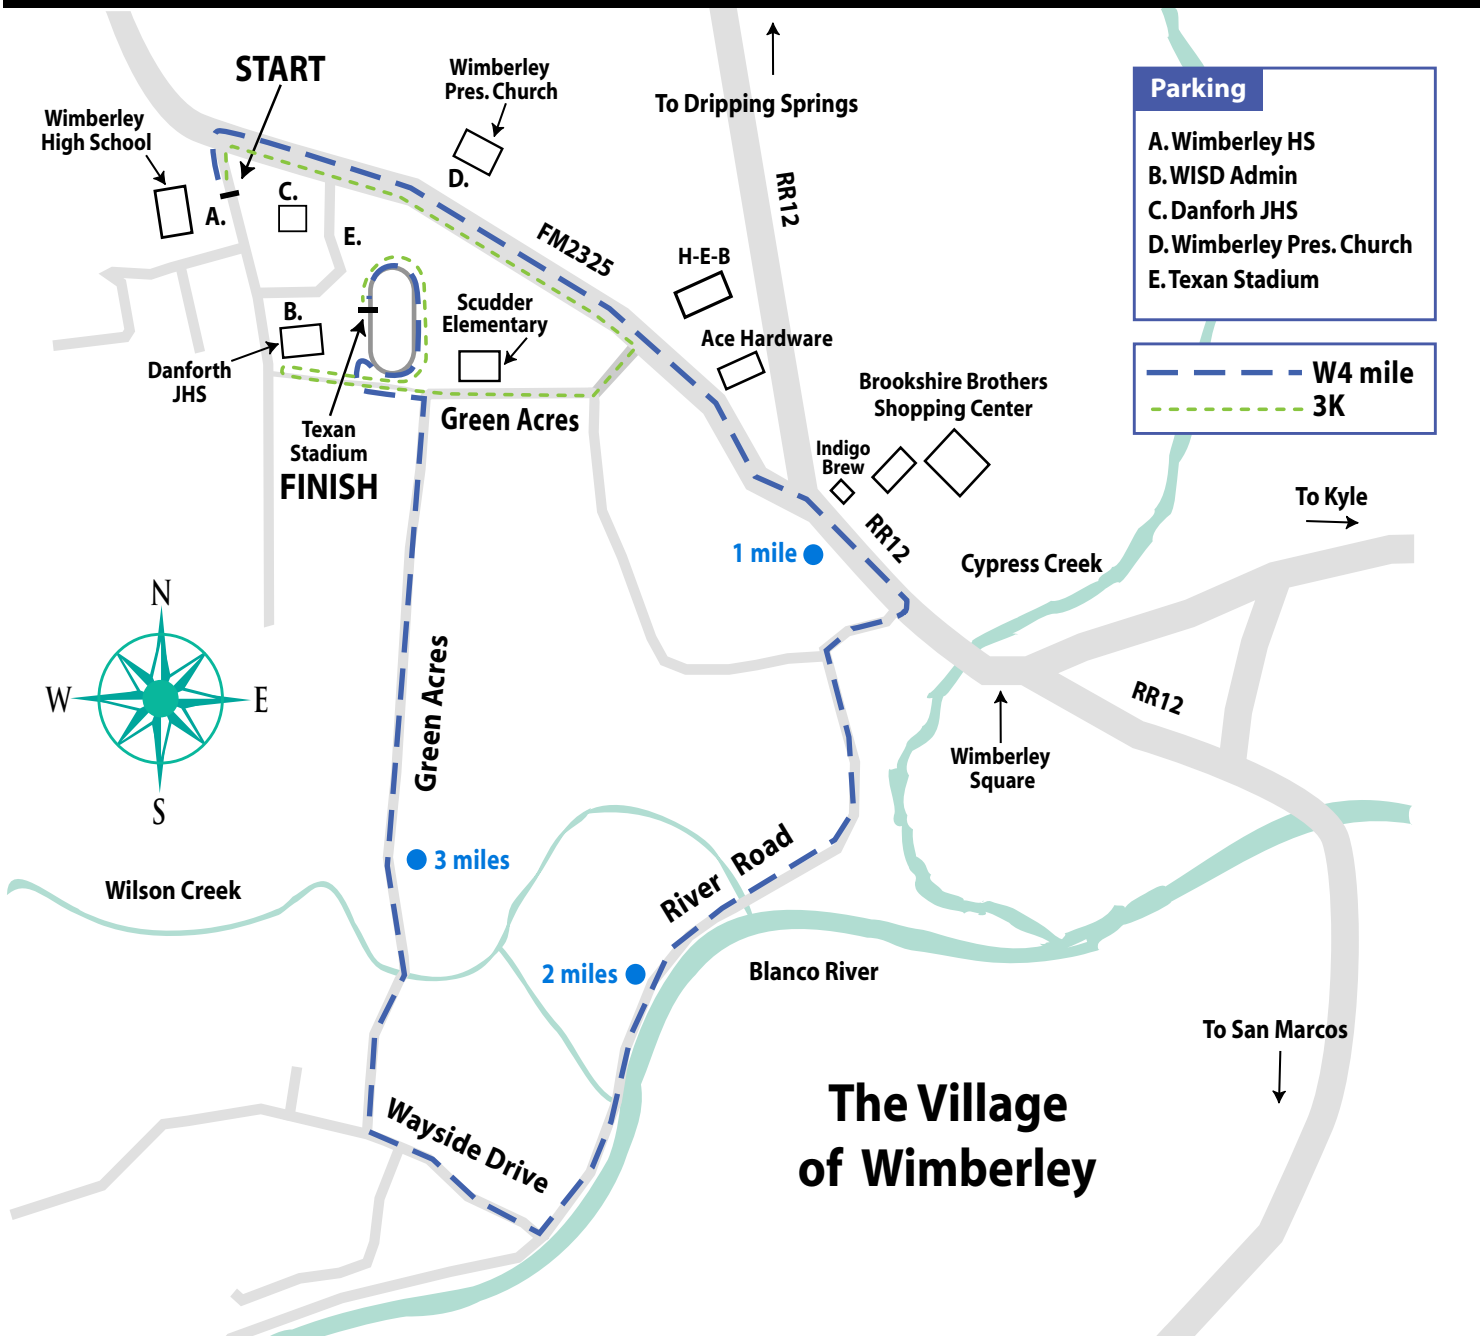 START
Wimberley
Pres. Church
To Dripping Springs
Parking
A. Wimberley HS
B. WISD Admin
C. Danforh JHS
D. Wimberley Pres. Church
E. Texan Stadium
Wimberley
High School
D.
C.
A.
E.
RR12
FM2325
H-E-B
B.
Scudder
Elementary
Ace Hardware
Danforth
JHS
W4 mile
3K
Brookshire Brothers
Shopping Center
Green Acres
Texan
Stadium
FINISH
Indigo
Brew
To Kyle
RR12
1 mile
Cypress Creek
N
W
E
S
Green Acres
RR12
Wimberley
Square
River Road
3 miles
Wilson Creek
2 miles
Blanco River
To San Marcos
Wayside Drive
The Village
of Wimberley